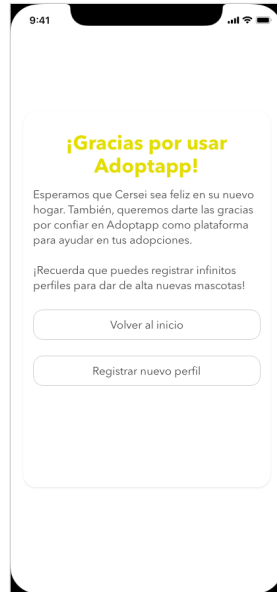 9:41
¡Gracias por usar
Adoptapp!
Esperamos que Cersei sea feliz en su nuevo
hogar. También, queremos darte las gracias
por confiar en Adoptapp como plataforma
para ayudar en tus adopciones.
¡Recuerda que puedes registrar infinitos
perfiles para dar de alta nuevas mascotas!
Volver al inicio
Registrar nuevo perfil